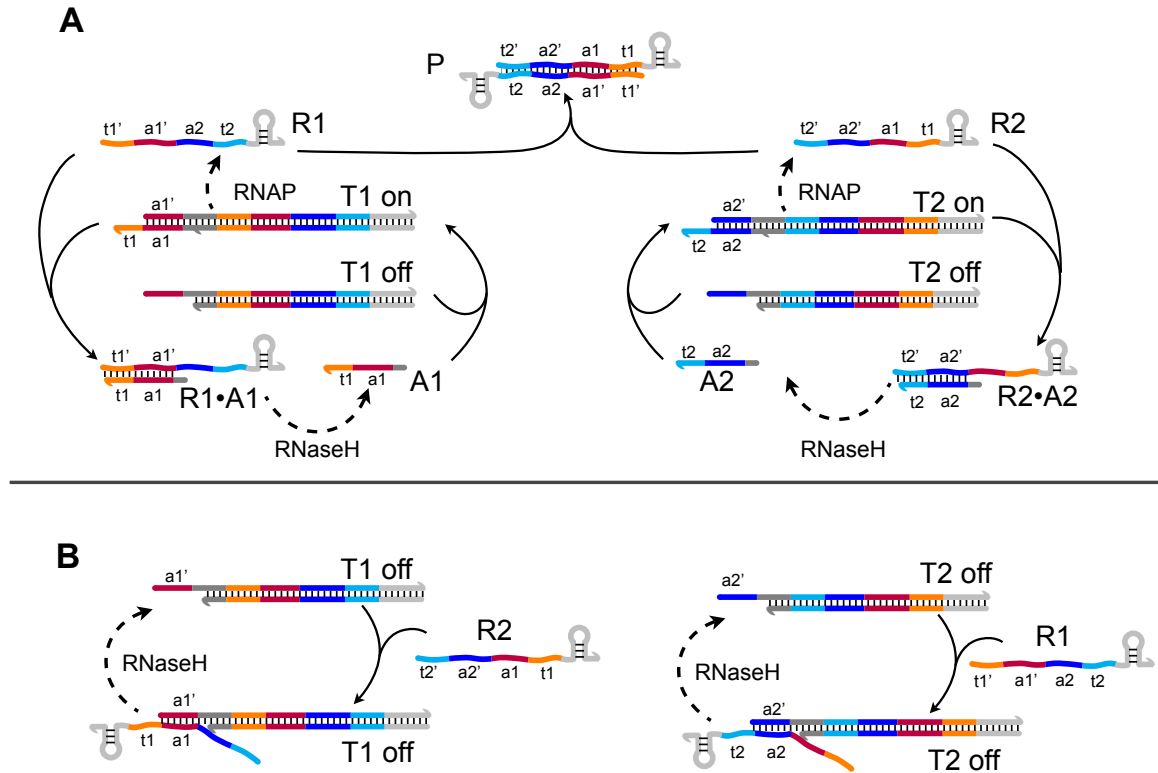 A
t2’ a2’ a1 t1
P
t2 a2 a1’ t1’
t1’ a1’ a2 t2
R1
t2’ a2’ a1 t1
R2
RNAP
RNAP
a1’
T1 on
t1 a1
a2’
T2 on
t2 a2
T1 off
T2 off
t1’ a1’
t1 a1
R1•A1
t1 a1
A1
RNaseH
t2 a2
A2
t2’ a2’
t2 a2
R2•A2
RNaseH
B
a1’
T1 off
R2
t2’ a2’ a1 t1
RNaseH
a1’
t1 a1
T1 off
a2’
T2 off
R1
t1’ a1’ a2 t2
RNaseH
a2’
t2 a2
T2 off